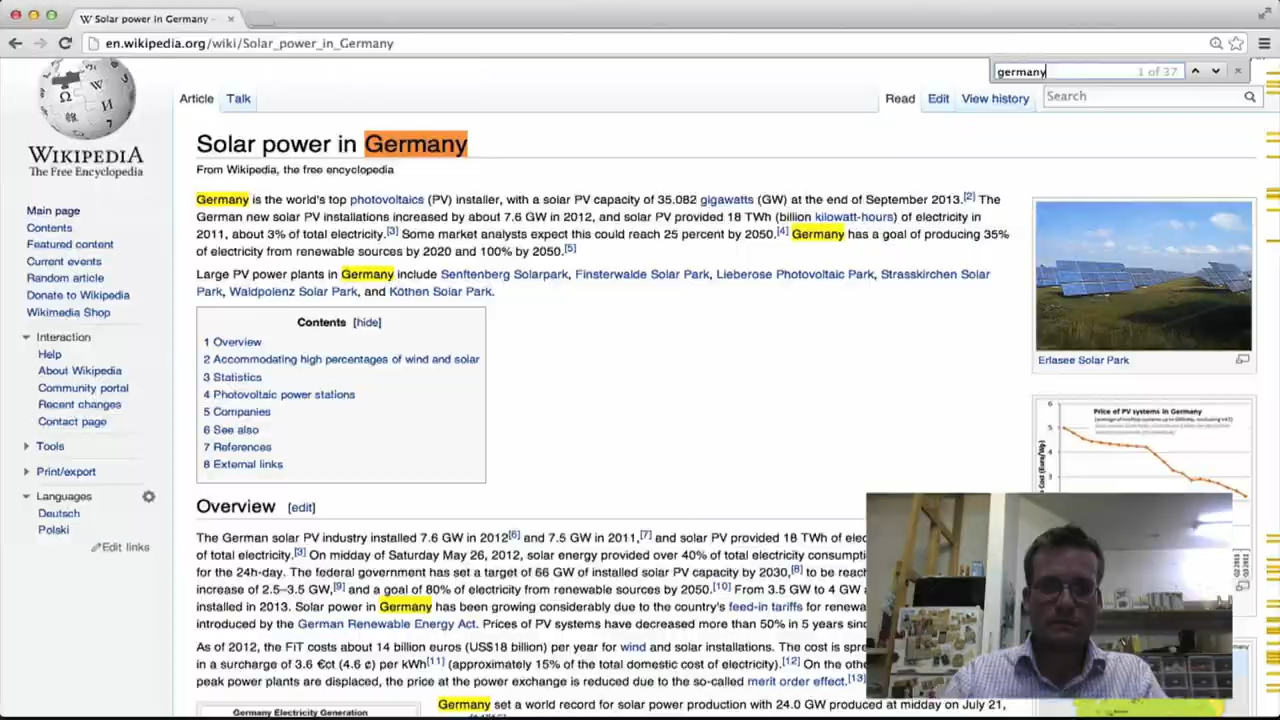 Solar power in Germany -
en.wikipedia.org/wiki/Solar_power_in_Germany
germany 1 of 37
Article Talk Read Edit View history Search
WIKIPEDIA
The Free Encyclopedia
Main page
Contents
Featured content
Current events
Random article
Donate to Wikipedia
Wikimedia Shop
Interaction
Help
About Wikipedia
Community portal
Recent changes
Contact page
Tools
Print/export
Languages
Deutsch
Polski
Edit links
Solar power in Germany
From Wikipedia, the free encyclopedia
Germany is the world's top photovoltaics (PV) installer, with a solar PV capacity of 35.082 gigawatts (GW) at the end of September 2013.[2] The
German new solar PV installations increased by about 7.6 GW in 2012, and solar PV provided 18 TWh (billion kilowatt-hours) of electricity in
2011, about 3% of total electricity.[3] Some market analysts expect this could reach 25 percent by 2050.[4] Germany has a goal of producing 35%
of electricity from renewable sources by 2020 and 100% by 2050.[5]
Large PV power plants in Germany include Senftenberg Solarpark, Finsterwalde Solar Park, Lieberose Photovoltaic Park, Strasskirchen Solar
Park, Waldpolenz Solar Park, and Köthen Solar Park.
Contents [hide]
1 Overview
2 Accommodating high percentages of wind and solar
3 Statistics
4 Photovoltaic power stations
5 Companies
6 See also
7 References
8 External links
Overview [edit]
The German solar PV industry installed 7.6 GW in 2012[6] and 7.5 GW in 2011,[7] and solar PV provided 18 TWh of elec
of total electricity.[3] On midday of Saturday May 26, 2012, solar energy provided over 40% of total electricity consumpti
for the 24h-day. The federal government has set a target of 66 GW of installed solar PV capacity by 2030,[8] to be reach
increase of 2.5–3.5 GW,[9] and a goal of 80% of electricity from renewable sources by 2050.[10] From 3.5 GW to 4 GW
installed in 2013. Solar power in Germany has been growing considerably due to the country's feed-in tariffs for renewa
introduced by the German Renewable Energy Act. Prices of PV systems have decreased more than 50% in 5 years sinc
As of 2012, the FiT costs about 14 billion euros (US$18 billion) per year for wind and solar installations. The cost is spre
in a surcharge of 3.6 €ct (4.6 ¢) per kWh[11] (approximately 15% of the total domestic cost of electricity).[12] On the othe
peak power plants are displaced, the price at the power exchange is reduced due to the so-called merit order effect.[13]
Germany set a world record for solar power production with 24.0 GW produced at midday on July 21,
Germany Electricity Generation
Erlasee Solar Park
Price of PV systems in Germany
6
5
4
3